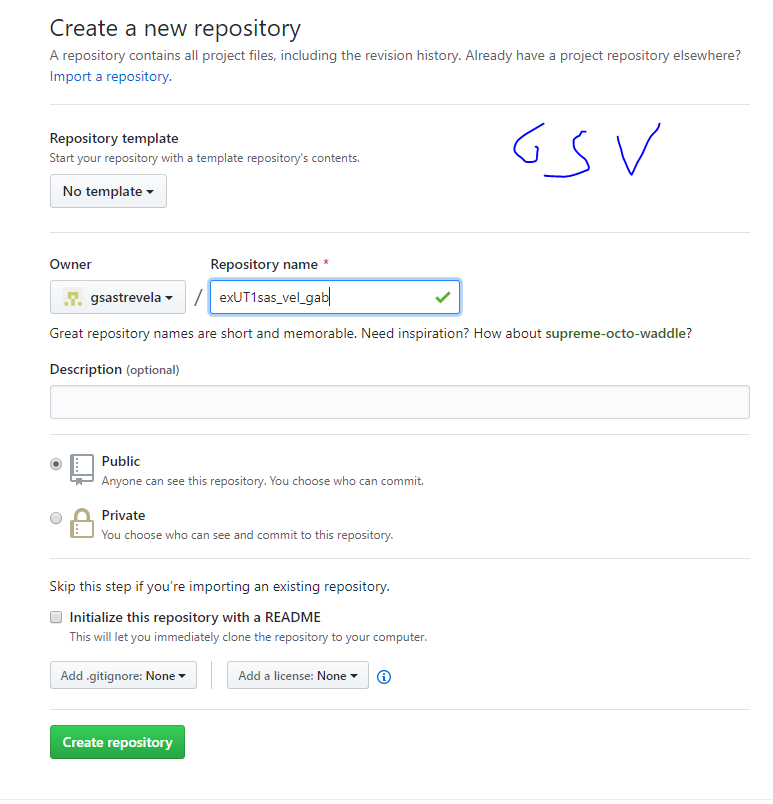 Create a new repository
A repository contains all project files, including the revision history. Already have a project repository elsewhere?
Import a repository.
Repository template
Start your repository with a template repository's contents.
No template
GSV
Owner
Repository name *
gsastrevela / exUT1sas_vel_gab
Great repository names are short and memorable. Need inspiration? How about supreme-octo-waddle?
Description (optional)
Public
Anyone can see this repository. You choose who can commit.
Private
You choose who can see and commit to this repository.
Skip this step if you’re importing an existing repository.
Initialize this repository with a README
This will let you immediately clone the repository to your computer.
Add .gitignore: None
Add a license: None
Create repository